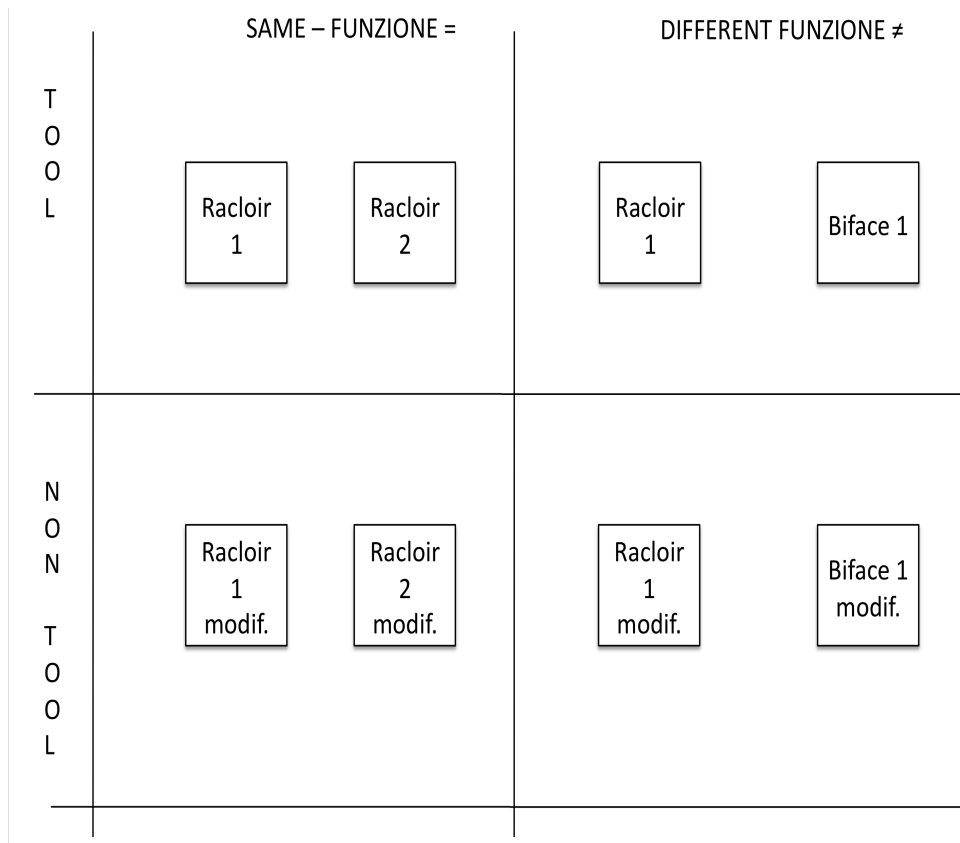 SAME – FUNZIONE =
DIFFERENT FUNZIONE ≠
T
O
O
L
Racloir
1
Racloir
2
Racloir
1
Biface 1
N
O
N
T
O
O
L
Racloir
1
modif.
Racloir
2
modif.
Racloir
1
modif.
Biface 1
modif.